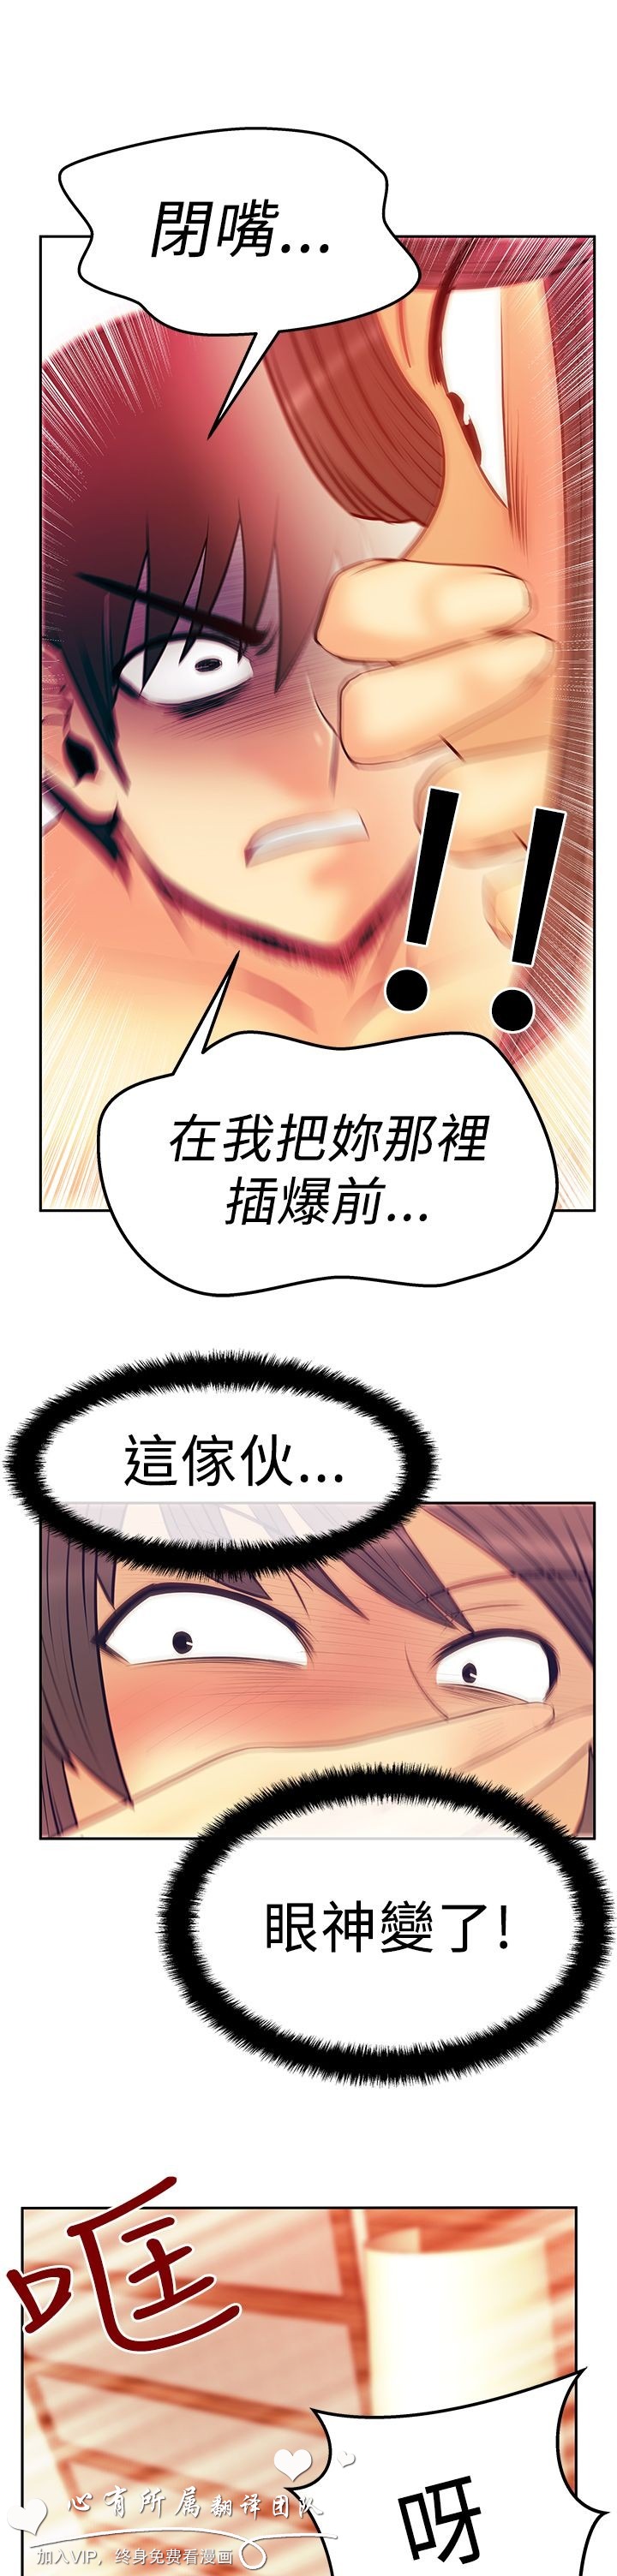 閉嘴...
!!
在我把妳那裡
插爆前...
這傢伙...
眼神變了!
哐
呀
心有所属翻译团队
加入VIP，终身免费看漫画